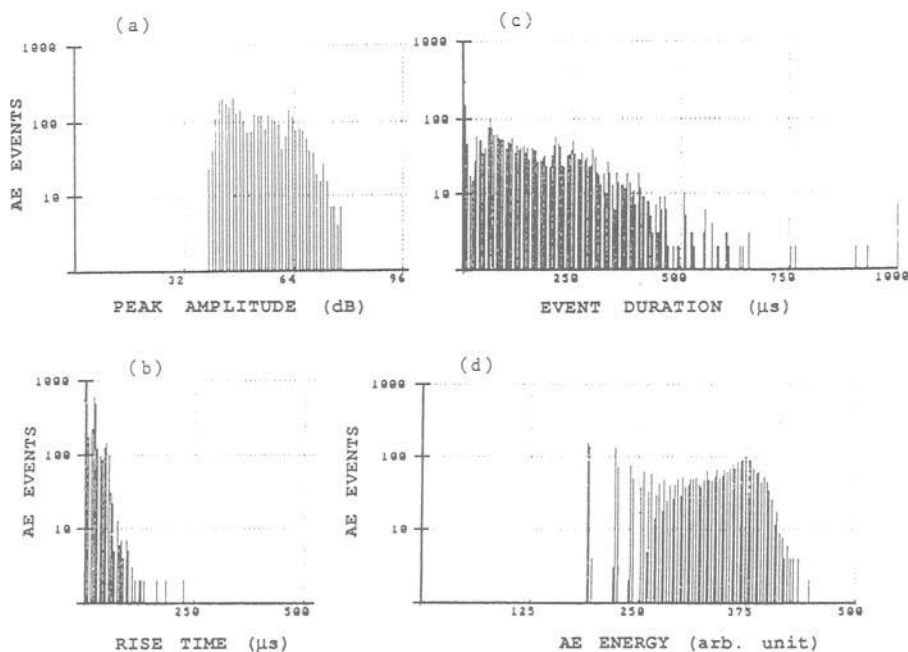 (a)
1000
100
10
AE EVENTS
32
64
96
PEAK AMPLITUDE (dB)
(c)
1000
100
10
AE EVENTS
250
500
750
1000
EVENT DURATION (μs)
(b)
1000
100
10
AE EVENTS
250
500
RISE TIME (μs)
(d)
1000
100
10
AE EVENTS
125
250
375
500
AE ENERGY (arb. unit)